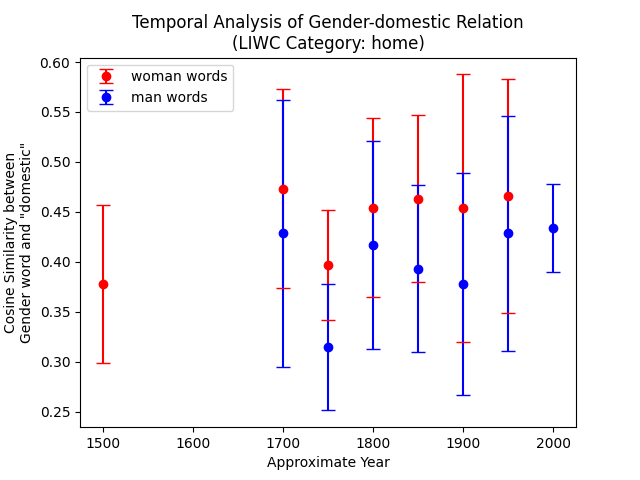 Temporal Analysis of Gender-domestic Relation
(LIWC Category: home)
woman words
man words
0.60
0.55
0.50
0.45
0.40
0.35
0.30
0.25
Cosine Similarity between
Gender word and "domestic"
1500
1600
1700
1800
1900
2000
Approximate Year